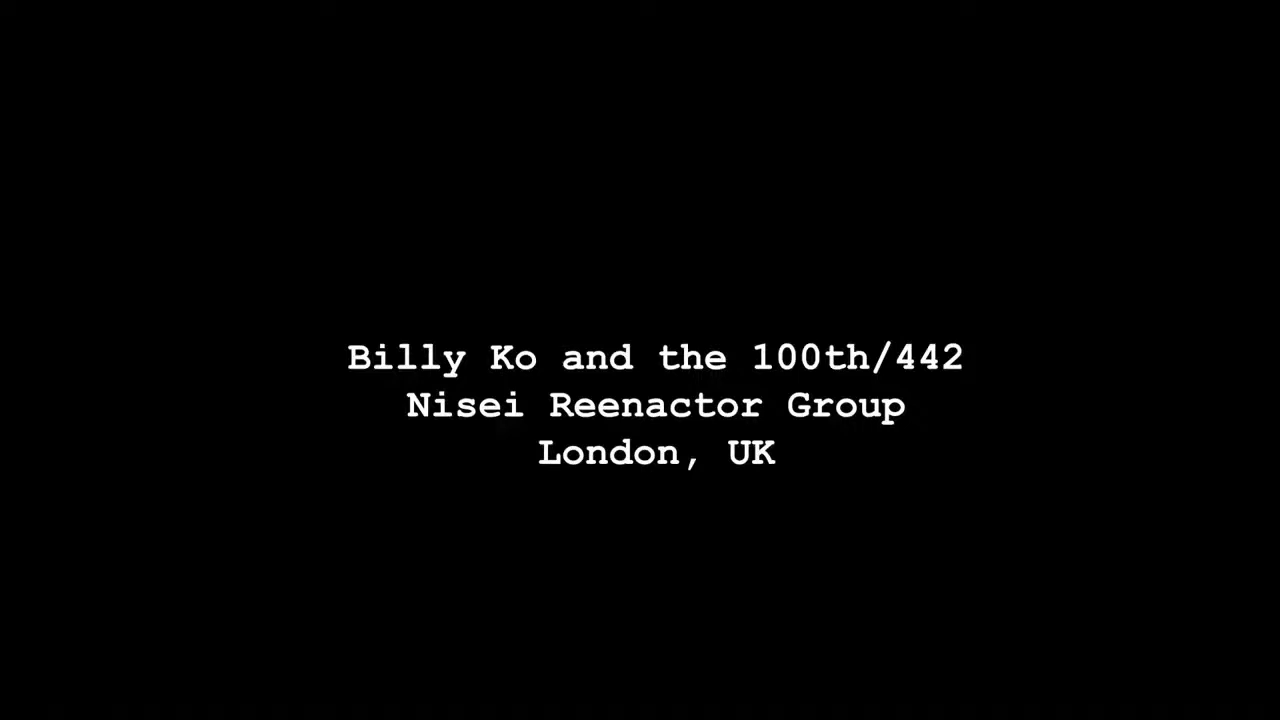 Billy Ko and the 100th/442
Nisei Reenactor Group
London, UK